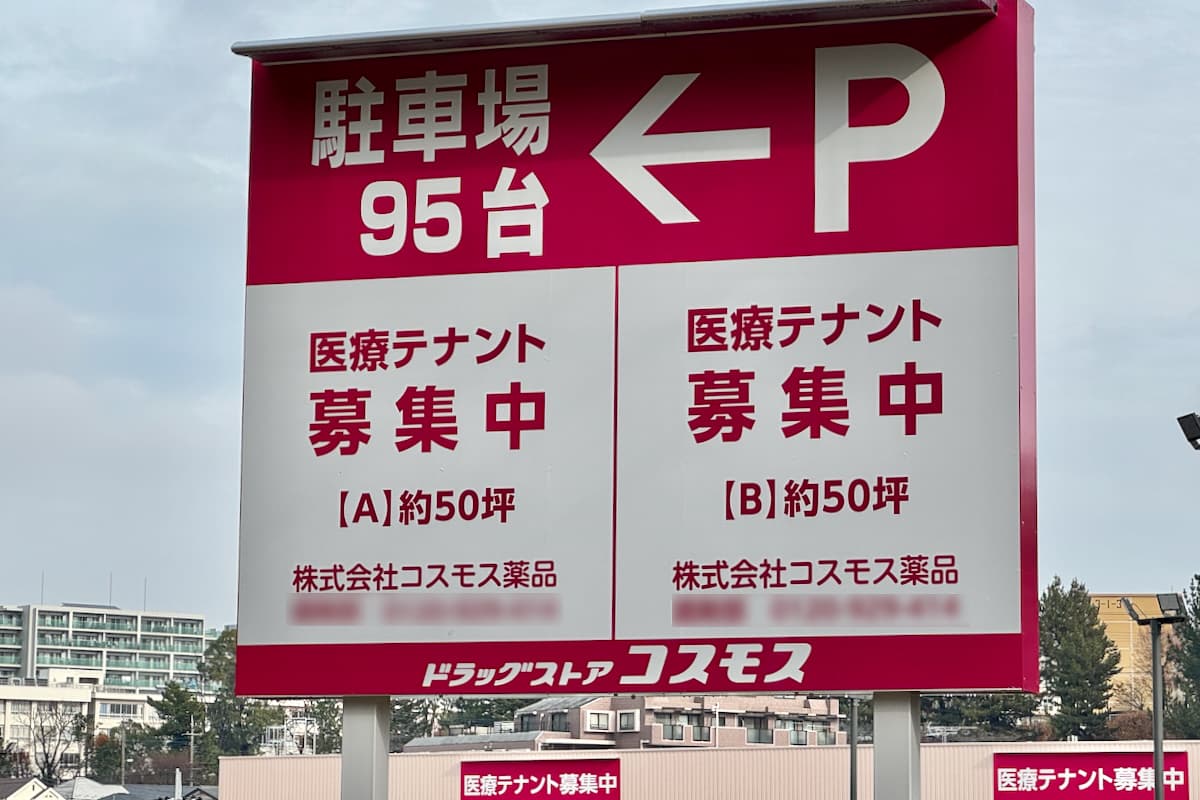 駐車場
95台
← P
医療テナント
募集中
【A】約50坪
株式会社コスモス薬品
医療テナント
募集中
【B】約50坪
株式会社コスモス薬品
ドラッグストア コスモス
医療テナント募集中
医療テナント募集中